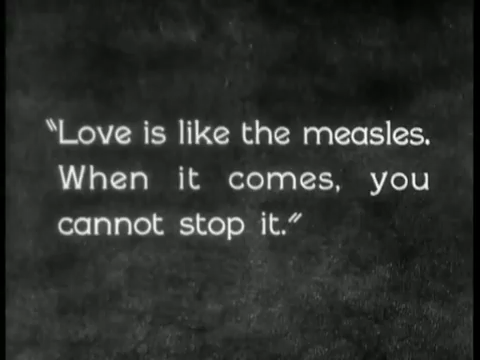 "Love is like the measles.
When it comes, you
cannot stop it."